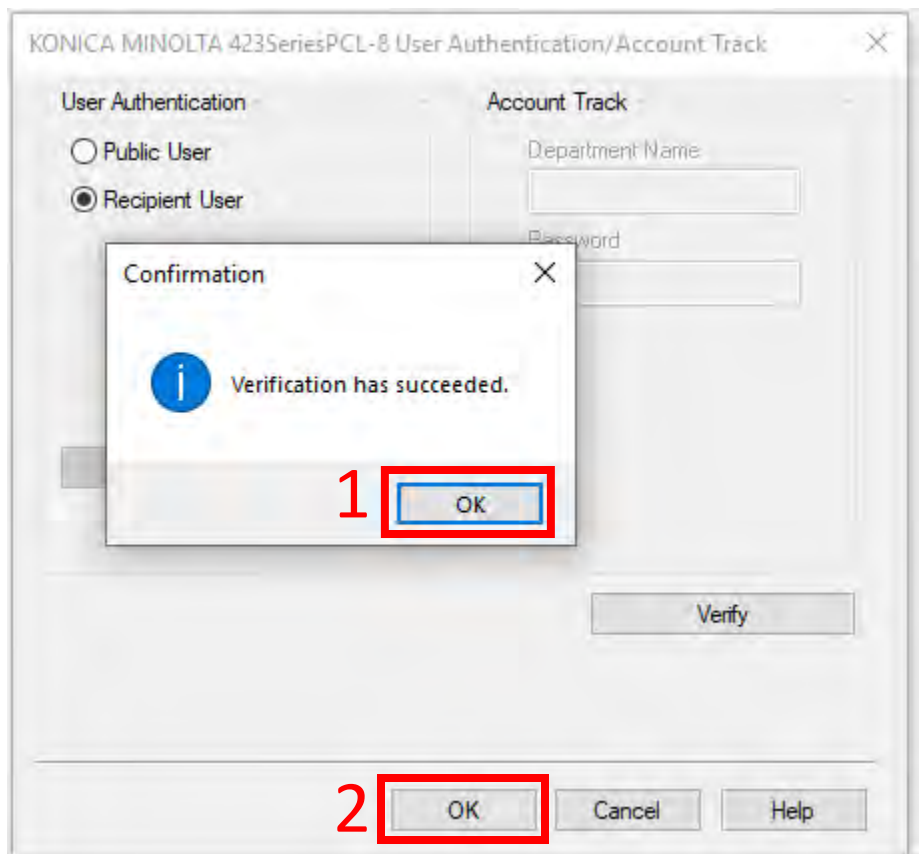 KONICA MINOLTA 423SeriesPCL-8 User Authentication/Account Track
User Authentication
Account Track
Public User
Department Name
Recipient User
Password
Confirmation
Verification has succeeded.
1
OK
Verify
2
OK
Cancel
Help